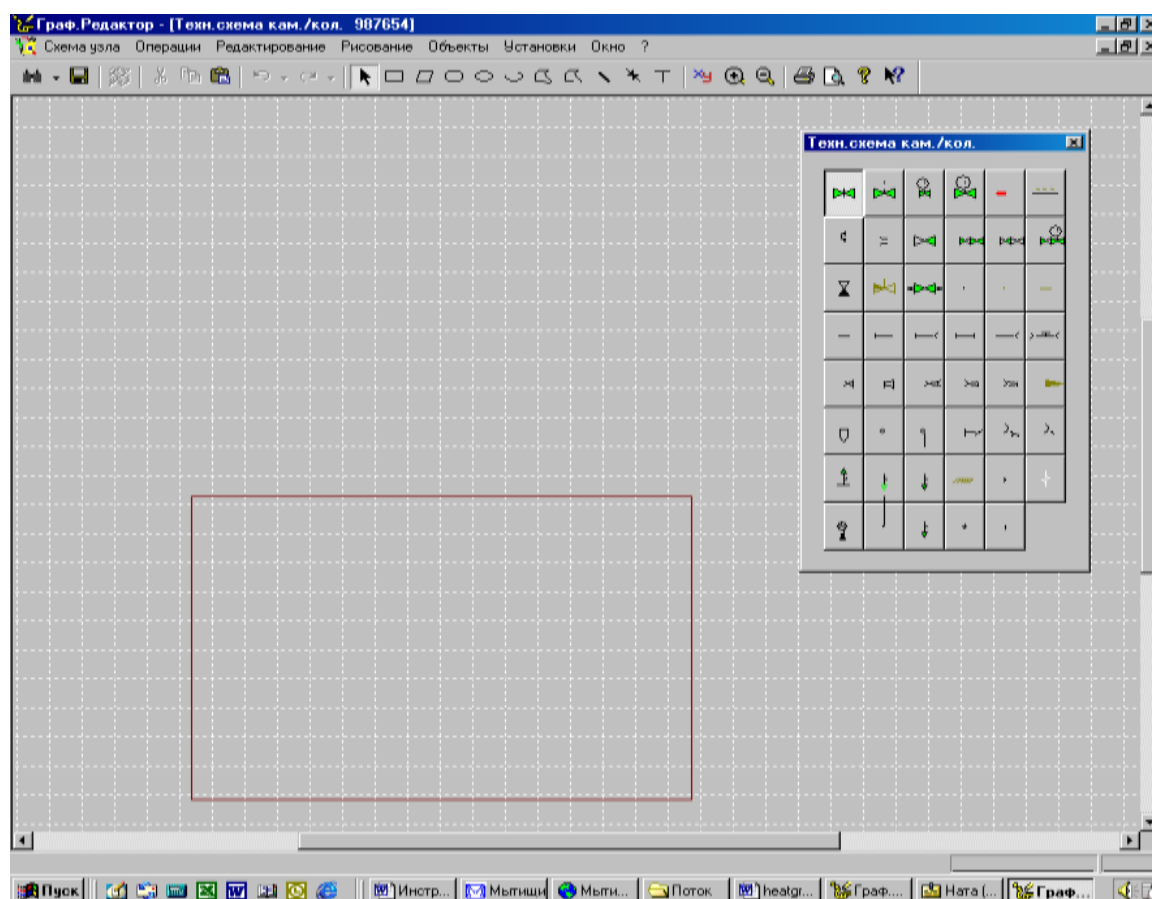 Граф.Редактор - [Техн.схема кам./кол. 987654]
Схема узла Операции Редактирование Рисование Объекты Установки Окно ?
Техн.схема кам./кол.
Пуск Инстр... Мытищи Мыти... Поток heatgr... Граф.... Ната (... Граф...